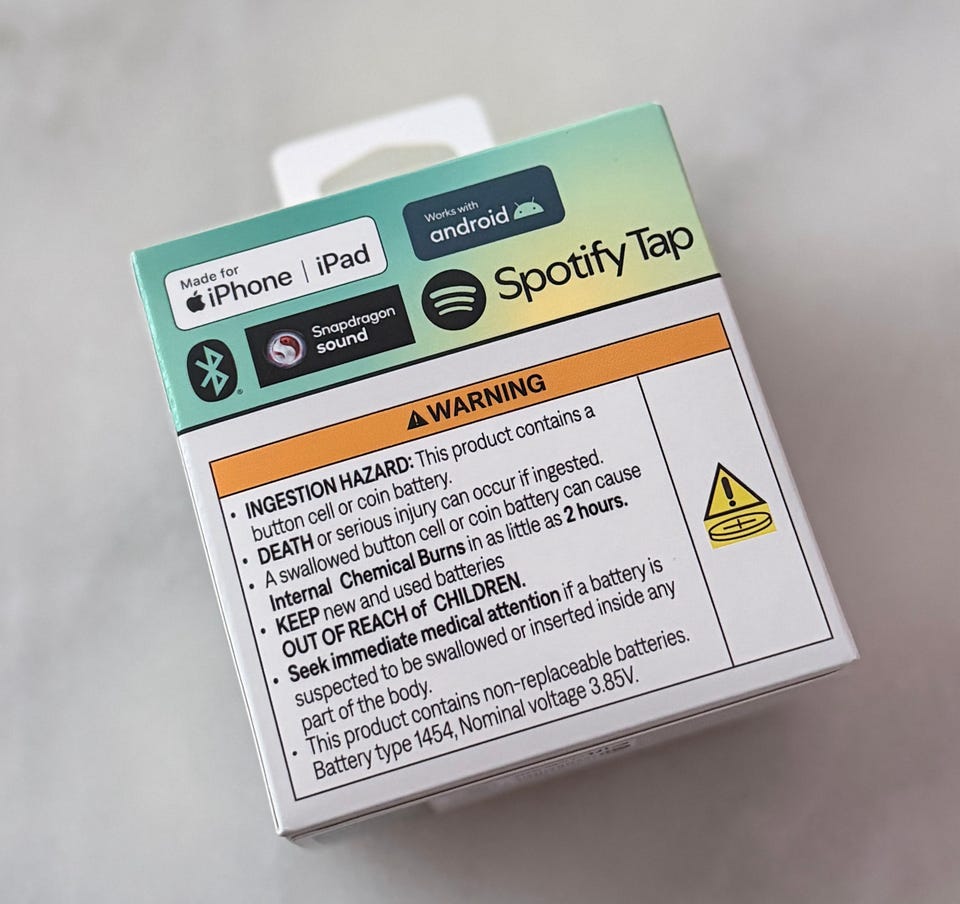 Made for
iPhone | iPad
Works with
android
Snapdragon
sound
Spotify Tap
WARNING
• INGESTION HAZARD: This product contains a
button cell or coin battery.
• DEATH or serious injury can occur if ingested.
• A swallowed button cell or coin battery can cause
Internal Chemical Burns in as little as 2 hours.
• KEEP new and used batteries
OUT OF REACH of CHILDREN.
• Seek immediate medical attention if a battery is
suspected to be swallowed or inserted inside any
part of the body.
• This product contains non-replaceable batteries.
Battery type 1454, Nominal voltage 3.85V.